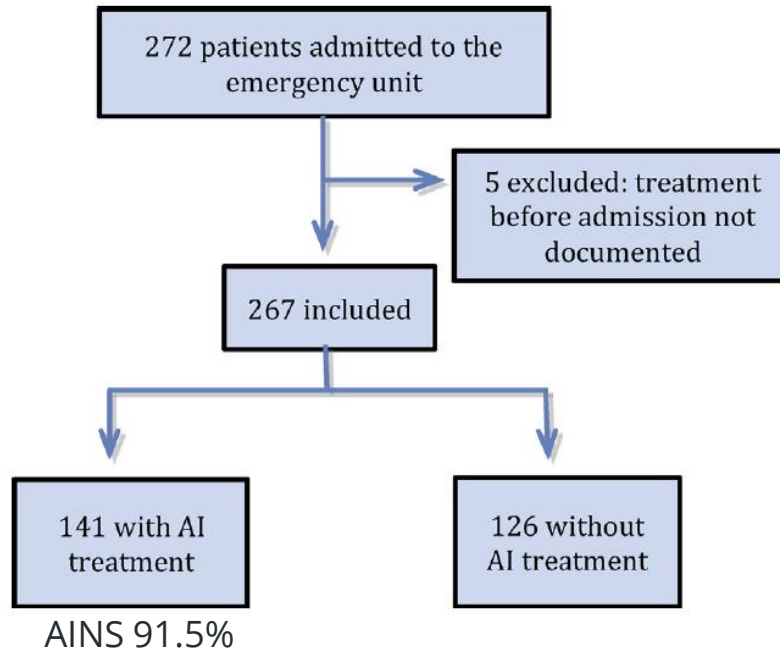 272 patients admitted to the
emergency unit
5 excluded: treatment
before admission not
documented
267 included
141 with AI
treatment
126 without
AI treatment
AINS 91.5%